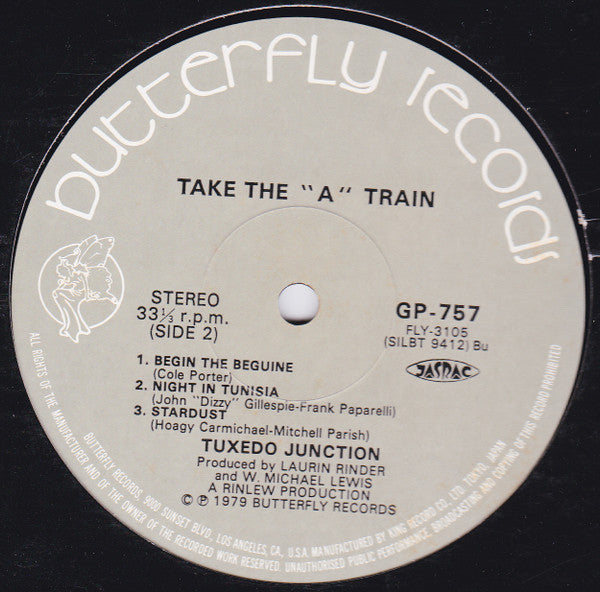 butterfly records
TAKE THE "A" TRAIN
STEREO
33⅓ r.p.m.
(SIDE 2)
GP-757
FLY-3105
(SILBT 9412) Bu
JASRAC
1. BEGIN THE BEGUINE
(Cole Porter)
2. NIGHT IN TUNISIA
(John "Dizzy" Gillespie-Frank Paparelli)
3. STARDUST
(Hoagy Carmichael-Mitchell Parish)
TUXEDO JUNCTION
Produced by LAURIN RINDER
and W. MICHAEL LEWIS
A RINLEW PRODUCTION
© ℗ 1979 BUTTERFLY RECORDS
BUTTERFLY RECORDS 9000 SUNSET BLVD, LOS ANGELES, CA, U.S.A. MANUFACTURED BY KING RECORD CO. LTD. TOKYO, JAPAN
ALL RIGHTS OF THE MANUFACTURER AND OF THE OWNER OF THE RECORDED WORK RESERVED. UNAUTHORISED PUBLIC PERFORMANCE, BROADCASTING AND COPYING OF THIS RECORD PROHIBITED